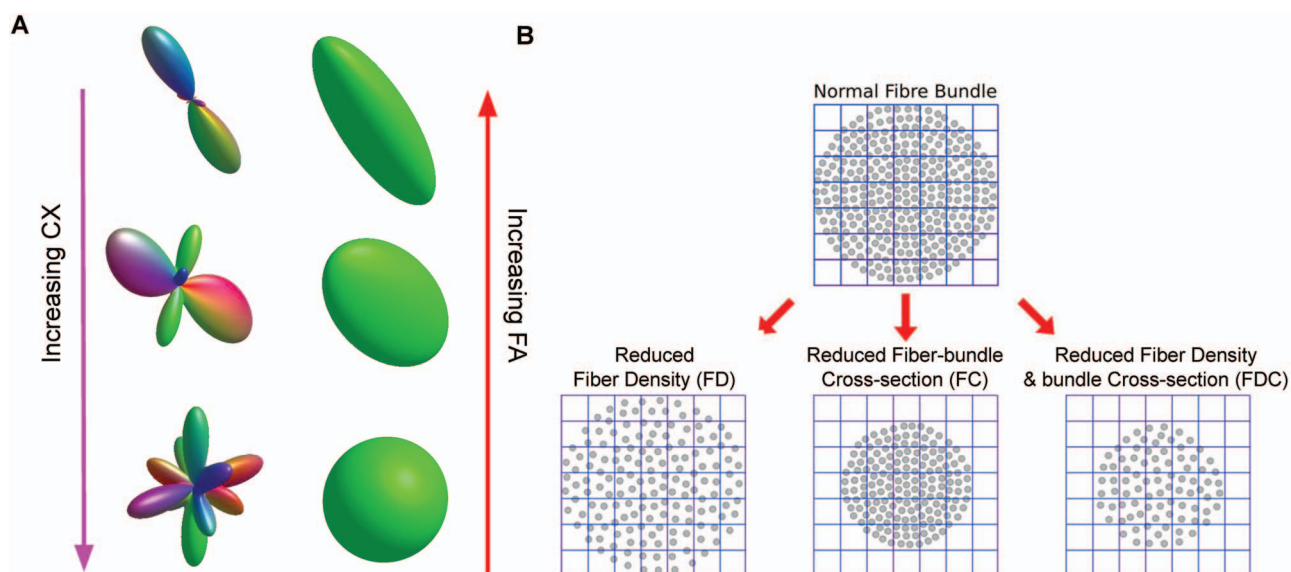 A
B
Increasing CX
Increasing FA
Normal Fibre Bundle
Reduced
Fiber Density (FD)
Reduced Fiber-bundle
Cross-section (FC)
Reduced Fiber Density
& bundle Cross-section (FDC)